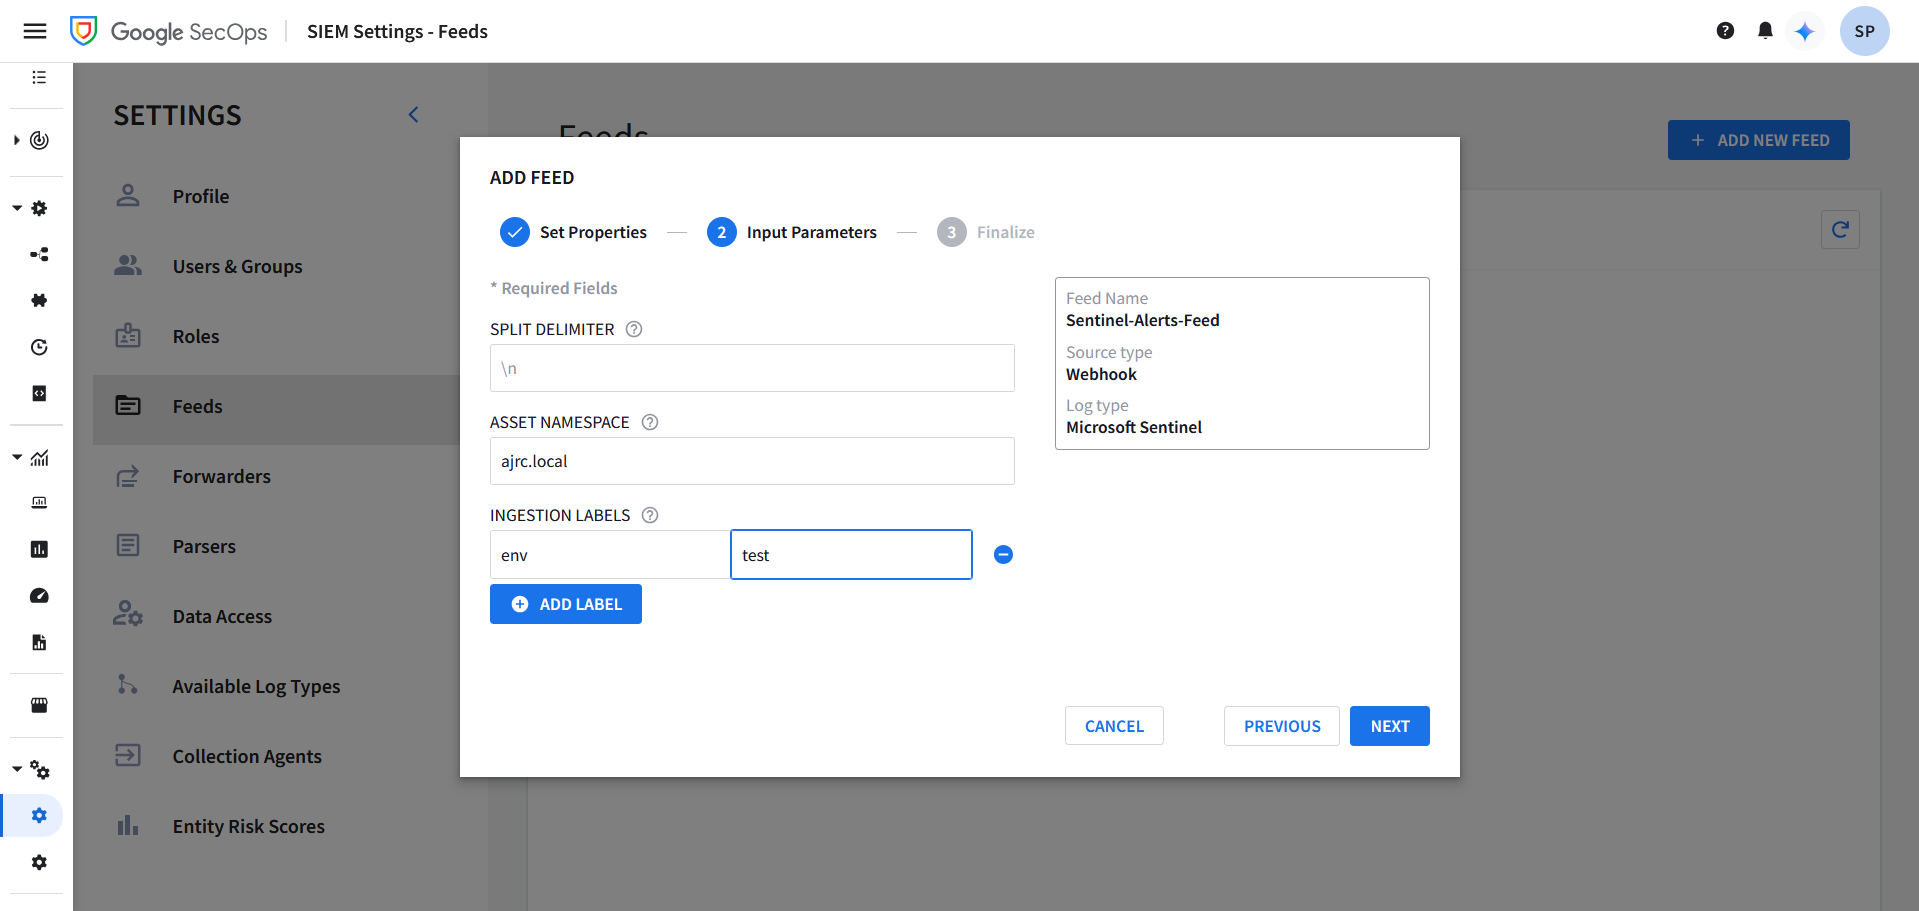 Google SecOps
SIEM Settings - Feeds
SP
SETTINGS
Profile
Users & Groups
Roles
Feeds
Forwarders
Parsers
Data Access
Available Log Types
Collection Agents
Entity Risk Scores
Feeds
ADD NEW FEED
ADD FEED
Set Properties
2 Input Parameters
3 Finalize
* Required Fields
SPLIT DELIMITER
\n
ASSET NAMESPACE
ajrc.local
INGESTION LABELS
env
test
ADD LABEL
Feed Name
Sentinel-Alerts-Feed
Source type
Webhook
Log type
Microsoft Sentinel
CANCEL
PREVIOUS
NEXT